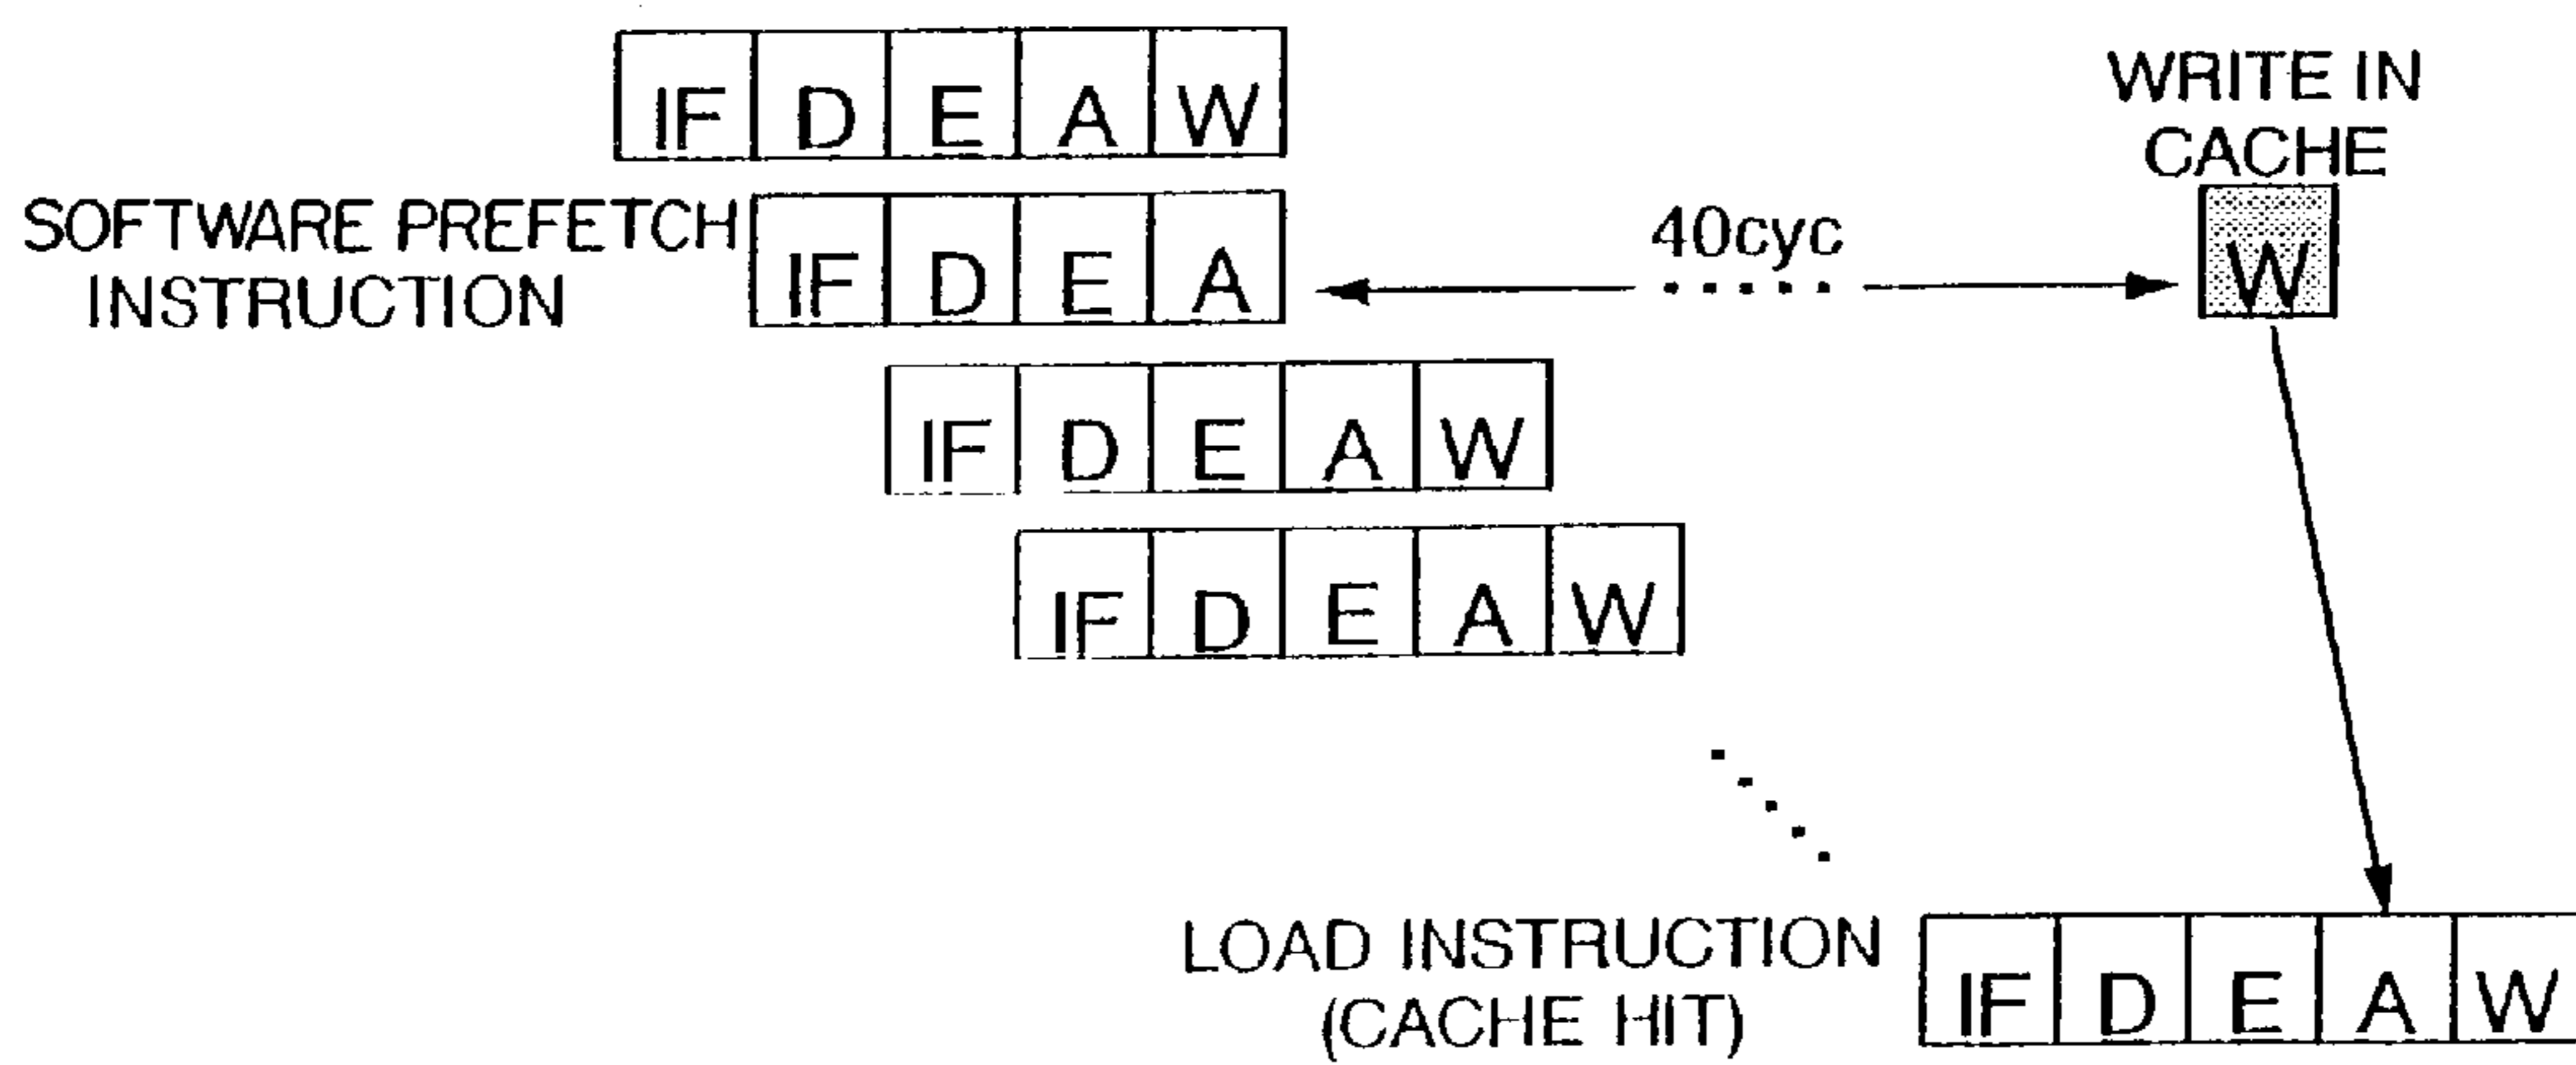 IF D E A W
WRITE IN
CACHE
SOFTWARE PREFETCH
INSTRUCTION
IF D E A
40cyc
W
IF D E A W
IF D E A W
LOAD INSTRUCTION
(CACHE HIT)
IF D E A W